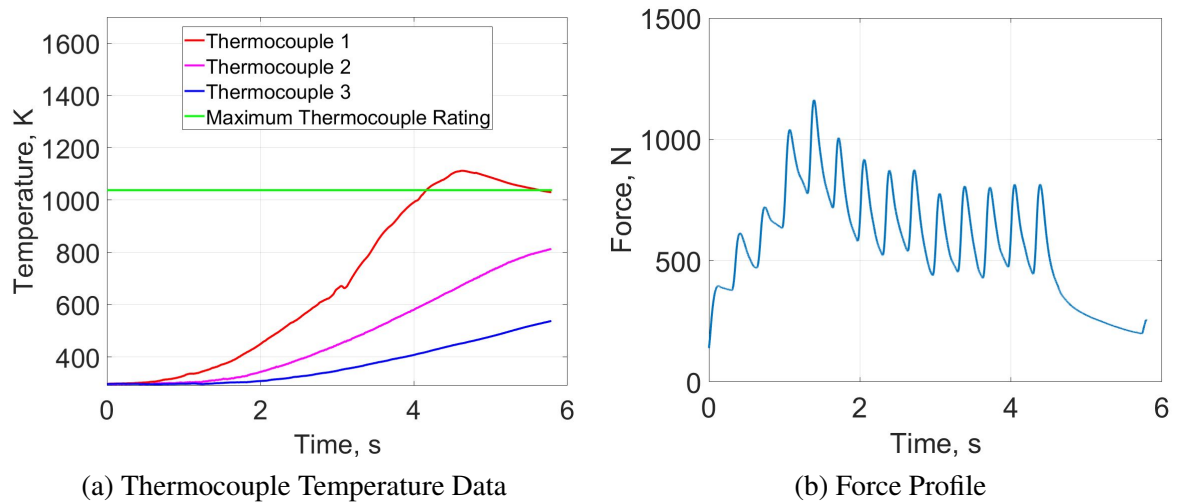 1600
1400
1200
1000
800
600
400
0
2
4
6
Temperature, K
Time, s
Thermocouple 1
Thermocouple 2
Thermocouple 3
Maximum Thermocouple Rating
(a) Thermocouple Temperature Data
1500
1000
500
0
0
2
4
6
Force, N
Time, s
(b) Force Profile